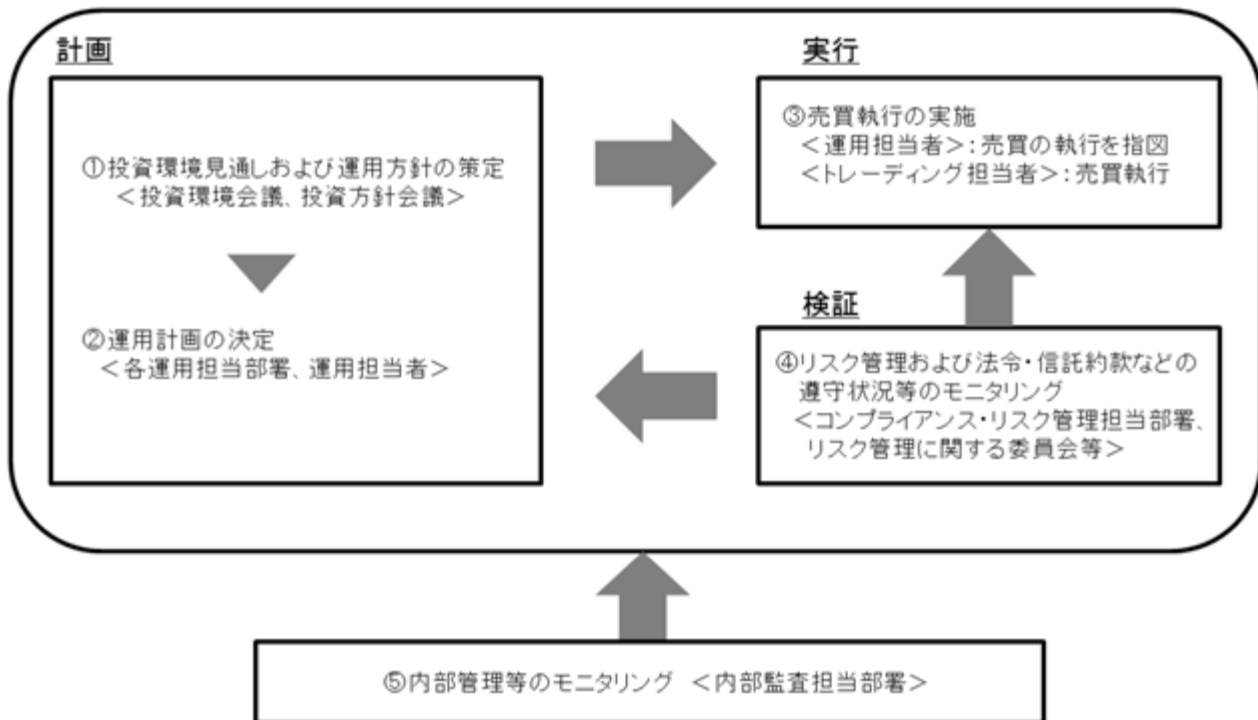 計画
①投資環境見通しおよび運用方針の策定
＜投資環境会議、投資方針会議＞
②運用計画の決定
＜各運用担当部署、運用担当者＞
実行
③売買執行の実施
＜運用担当者＞：売買の執行を指図
＜トレーディング担当者＞：売買執行
検証
④リスク管理および法令・信託約款などの
遵守状況等のモニタリング
＜コンプライアンス・リスク管理担当部署、
リスク管理に関する委員会等＞
⑤内部管理等のモニタリング ＜内部監査担当部署＞